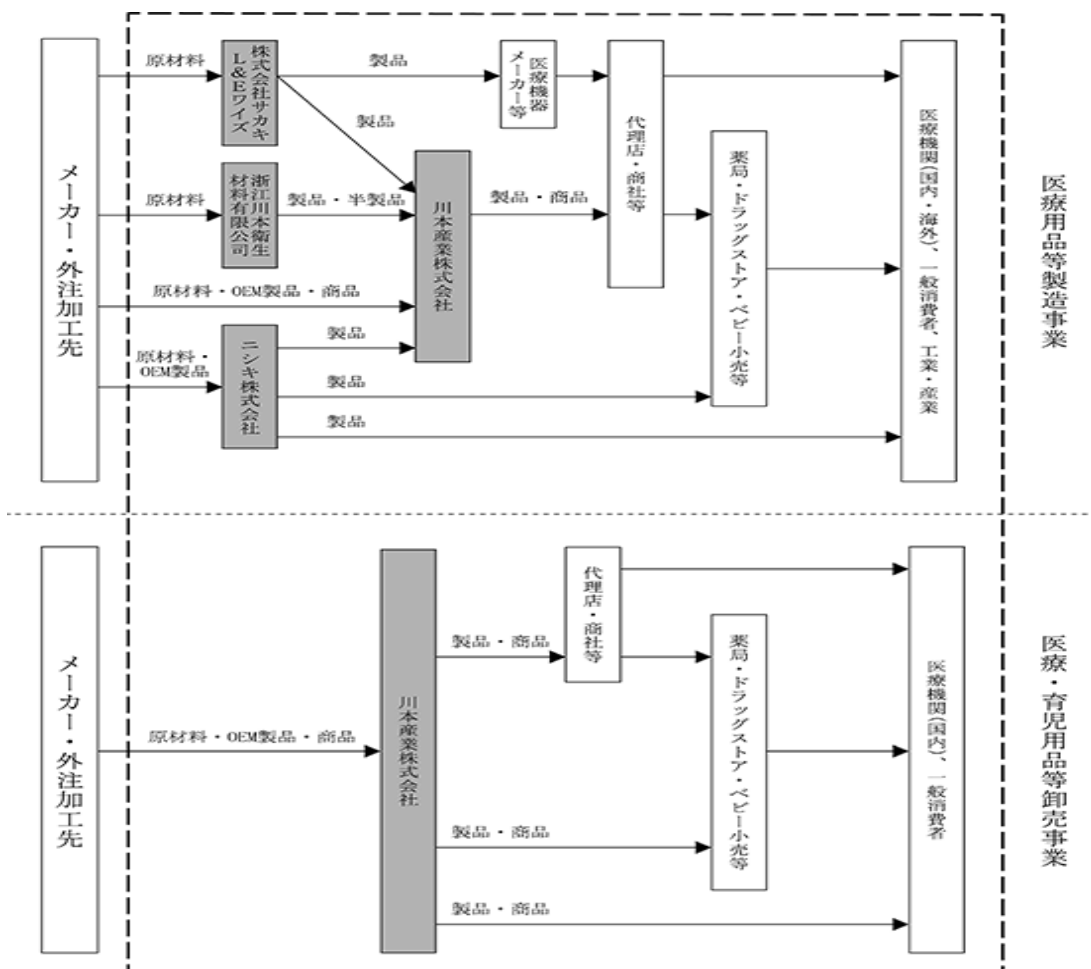 メーカー・外注加工先
原材料
株式会社サカキ
L&Eワイズ
製品
医療機器
メーカー等
製品
代理店・商社等
薬局・ドラッグストア・ベビー小売等
医療機関(国内・海外)、一般消費者、工業・産業
医療用品等製造事業
原材料
浙江川本衛生
材料有限公司
製品・半製品
川本産業株式会社
製品・商品
原材料・OEM製品・商品
原材料・
OEM製品
ニシキ株式会社
製品
製品
製品
メーカー・外注加工先
原材料・OEM製品・商品
川本産業株式会社
製品・商品
代理店・商社等
薬局・ドラッグストア・ベビー小売等
医療機関(国内)、一般消費者
医療・育児用品等卸売事業
製品・商品
製品・商品